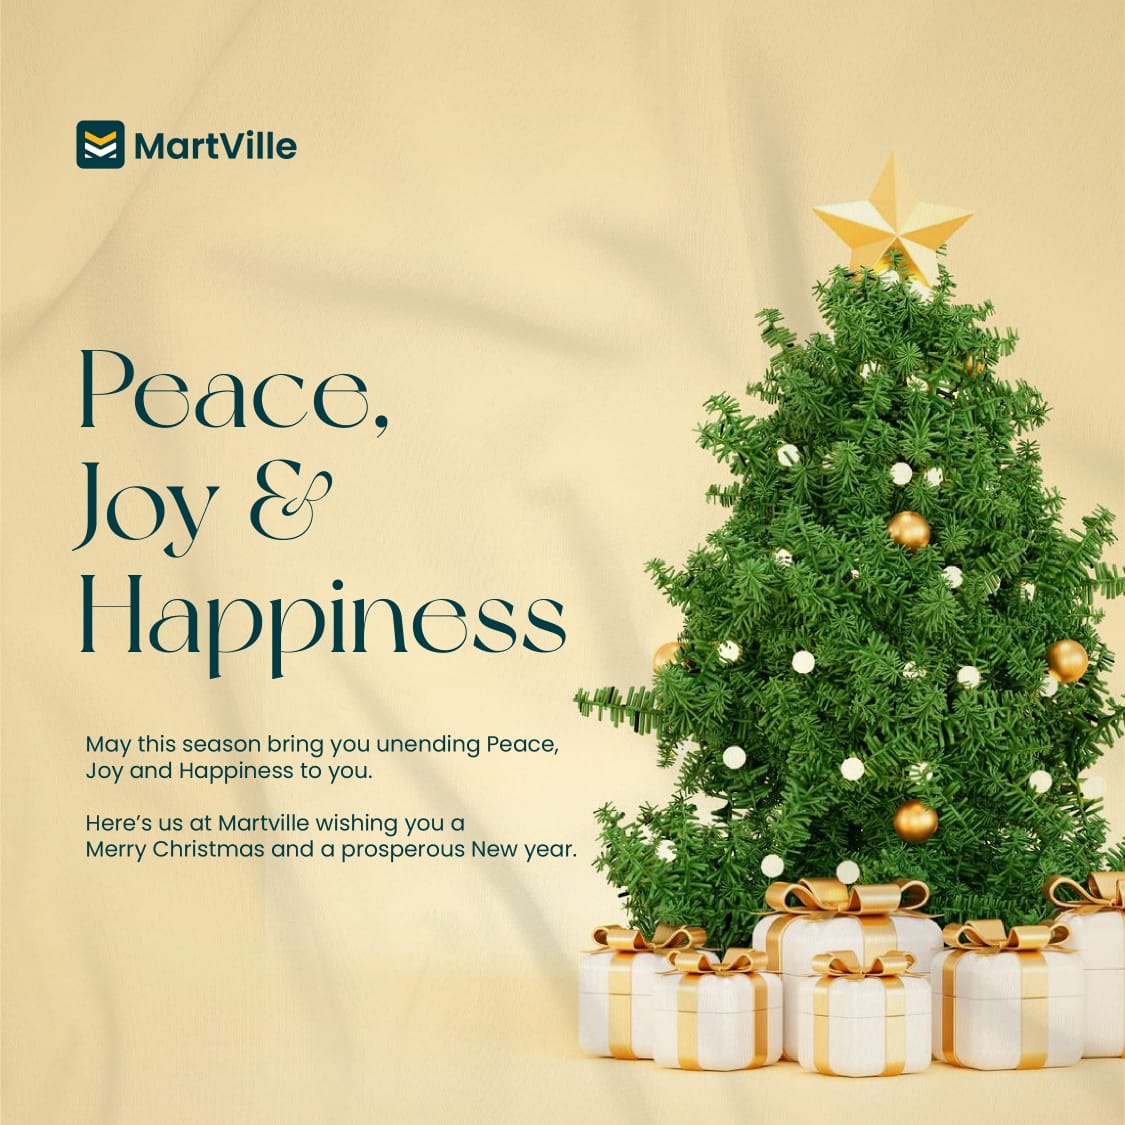 MartVille
Peace,
Joy &
Happiness
May this season bring you unending Peace,
Joy and Happiness to you.
Here’s us at Martville wishing you a
Merry Christmas and a prosperous New year.